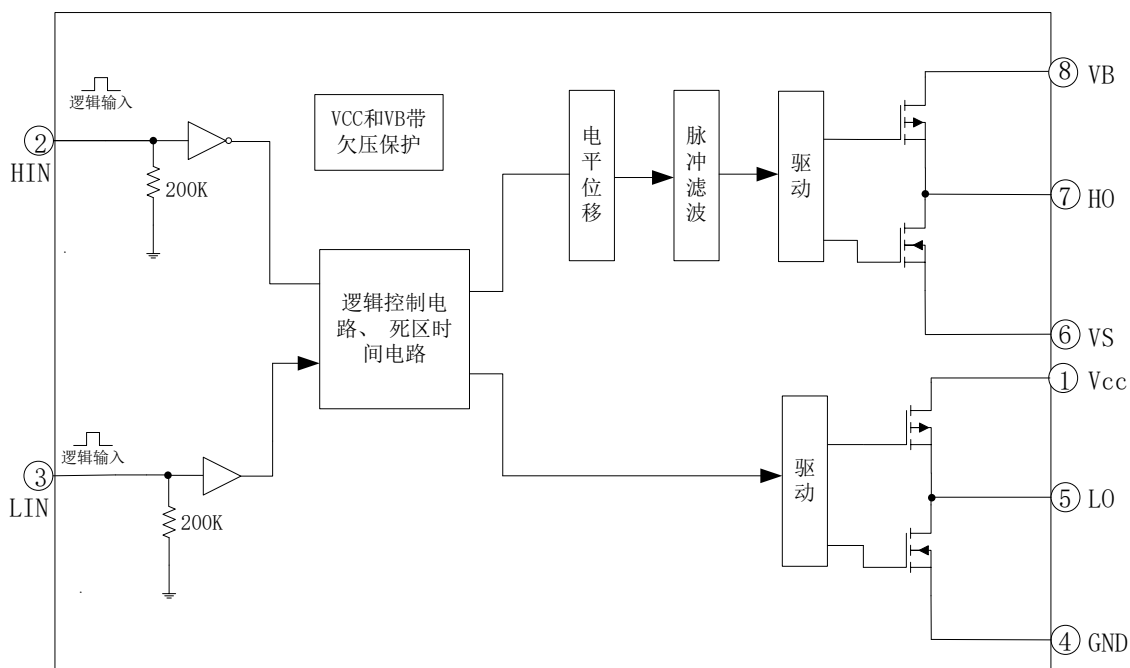 逻辑输入
② HIN
200K
VCC和VB带
欠压保护
逻辑控制电
路、 死区时
间电路
电平位移
脉冲滤波
驱动
⑧ VB
⑦ HO
⑥ VS
① Vcc
逻辑输入
③ LIN
200K
驱动
⑤ LO
④ GND